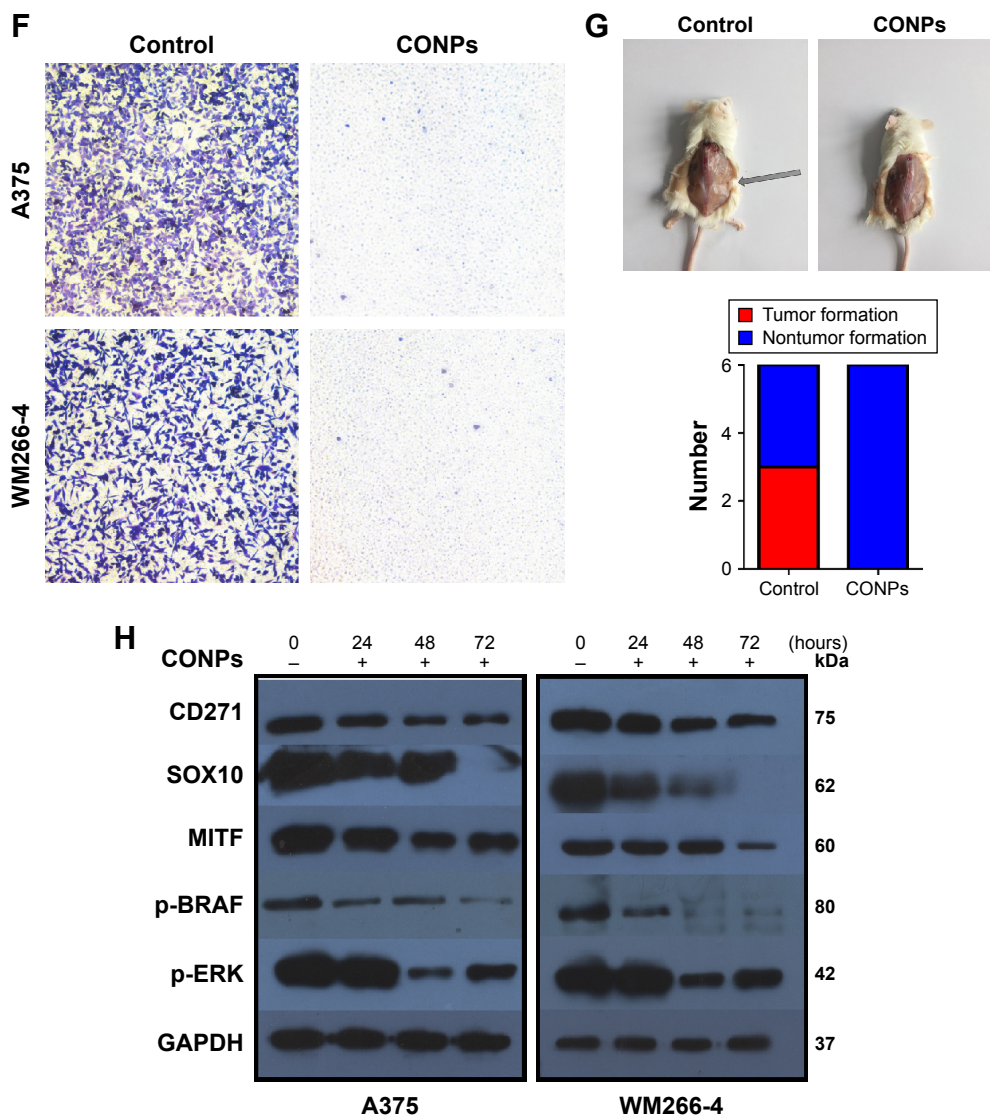 F
Control CONPs
A375
WM266-4
G
Control CONPs
Tumor formation
Nontumor formation
Number
6
4
2
0
Control CONPs
H
0 24 48 72 0 24 48 72 (hours)
CONPs – + + + – + + + kDa
CD271 75
SOX10 62
MITF 60
p-BRAF 80
p-ERK 42
GAPDH 37
A375 WM266-4